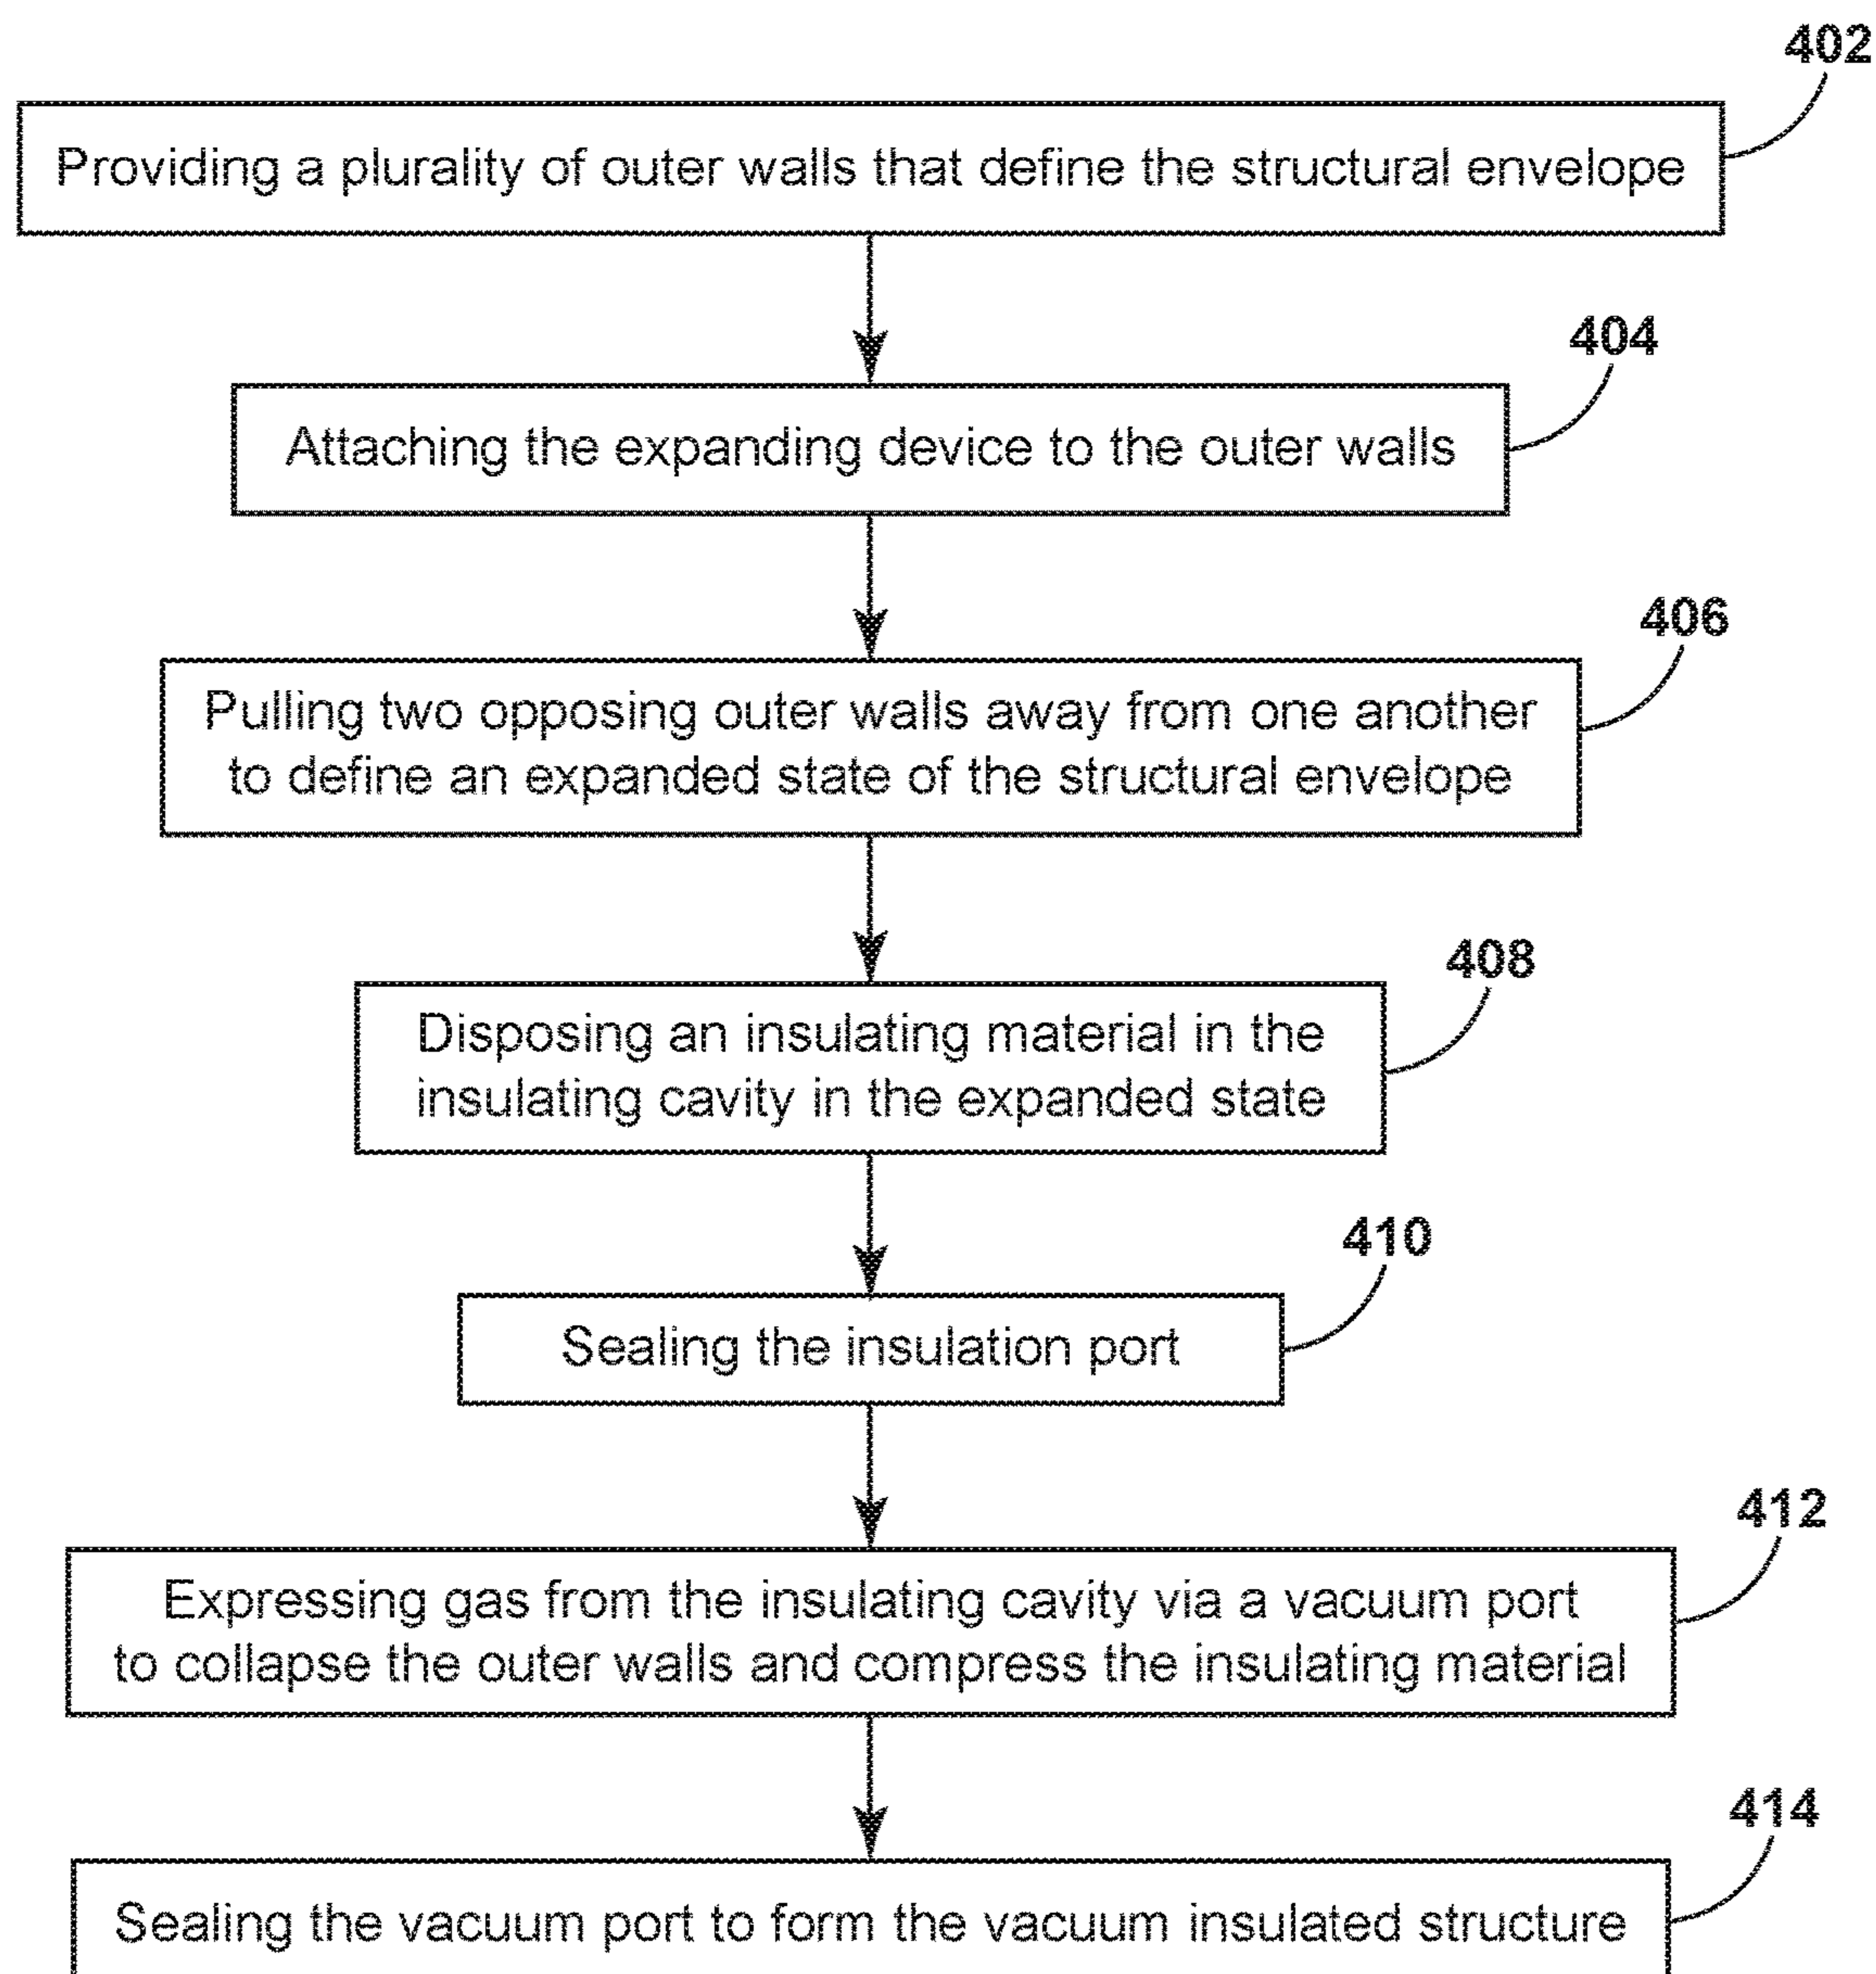 402
Providing a plurality of outer walls that define the structural envelope
404
Attaching the expanding device to the outer walls
406
Pulling two opposing outer walls away from one another
to define an expanded state of the structural envelope
408
Disposing an insulating material in the
insulating cavity in the expanded state
410
Sealing the insulation port
412
Expressing gas from the insulating cavity via a vacuum port
to collapse the outer walls and compress the insulating material
414
Sealing the vacuum port to form the vacuum insulated structure